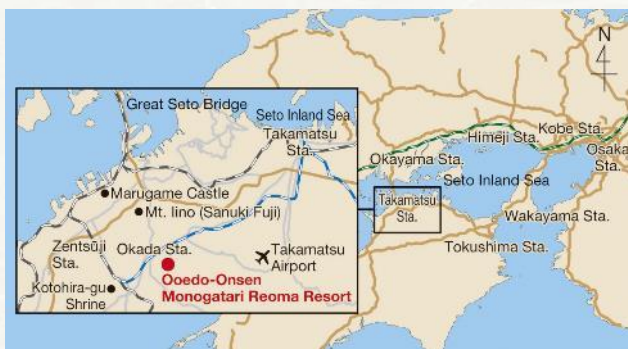 N
Great Seto Bridge
Seto Inland Sea
Takamatsu
Sta.
Marugame Castle
Mt. Iino (Sanuki Fuji)
Zentsūji
Sta.
Okada Sta.
Takamatsu
Airport
Kotohira-gu
Shrine
Ooedo-Onsen
Monogatari Reoma Resort
Okayama Sta.
Himeji Sta.
Kobe Sta.
Osaka
Sta.
Seto Inland Sea
Takamatsu
Sta.
Wakayama Sta.
Tokushima Sta.